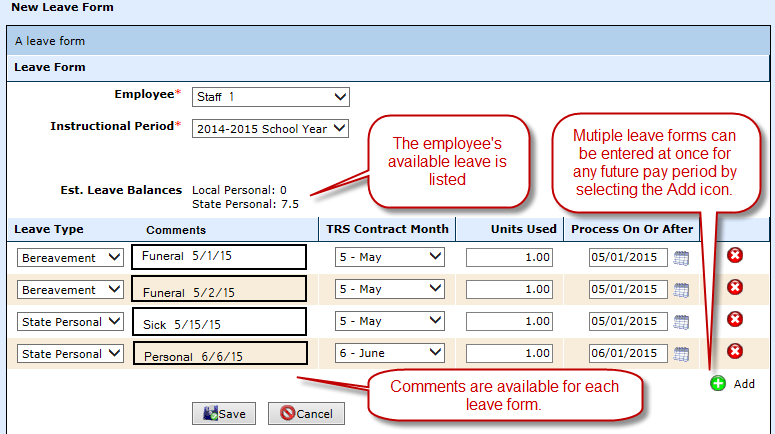 New Leave Form
A leave form
Leave Form
Employee* Staff 1
Instructional Period* 2014-2015 School Year
Est. Leave Balances Local Personal: 0
State Personal: 7.5
The employee's
available leave is
listed
Mutiple leave forms can
be entered at once for
any future pay period by
selecting the Add icon.
Leave Type Comments TRS Contract Month Units Used Process On Or After
Bereavement Funeral 5/1/15 5 - May 1.00 05/01/2015
Bereavement Funeral 5/2/15 5 - May 1.00 05/01/2015
State Personal Sick 5/15/15 5 - May 1.00 05/01/2015
State Personal Personal 6/6/15 6 - June 1.00 06/01/2015
Add
Comments are available for each
leave form.
Save Cancel